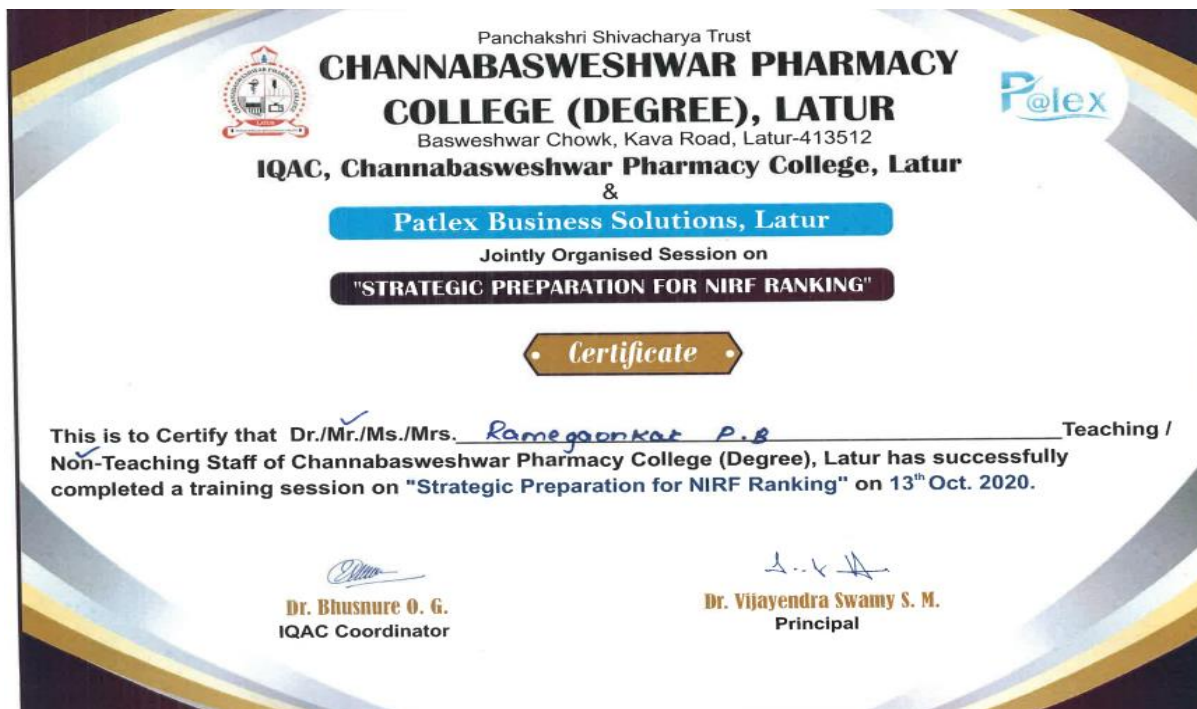 Panchakshri Shivacharya Trust
CHANNABASWESHWAR PHARMACY
COLLEGE (DEGREE), LATUR
P@lex
Basweshwar Chowk, Kava Road, Latur-413512
IQAC, Channabasweshwar Pharmacy College, Latur
&
Patlex Business Solutions, Latur
Jointly Organised Session on
"STRATEGIC PREPARATION FOR NIRF RANKING"
Certificate
This is to Certify that Dr./Mr./Ms./Mrs. Ramegaonkar P.B Teaching /
Non-Teaching Staff of Channabasweshwar Pharmacy College (Degree), Latur has successfully
completed a training session on "Strategic Preparation for NIRF Ranking" on 13th Oct. 2020.
Dr. Bhusnure O. G.
IQAC Coordinator
Dr. Vijayendra Swamy S. M.
Principal